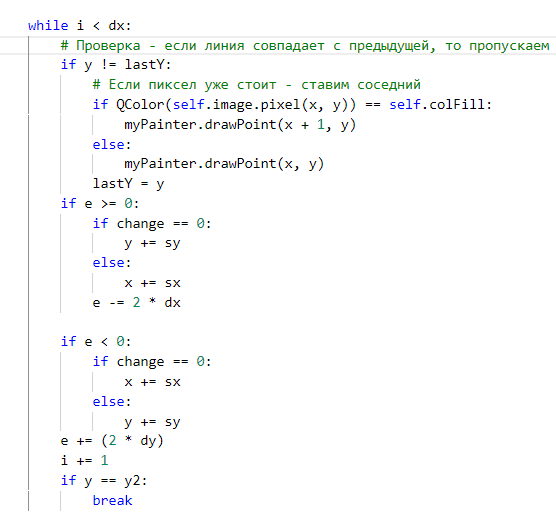 while i < dx:
# Проверка - если линия совпадает с предыдущей, то пропускаем
if y != lastY:
# Если пиксел уже стоит - ставим соседний
if QColor(self.image.pixel(x, y)) == self.colFill:
myPainter.drawPoint(x + 1, y)
else:
myPainter.drawPoint(x, y)
lastY = y
if e >= 0:
if change == 0:
y += sy
else:
x += sx
e -= 2 * dx
if e < 0:
if change == 0:
x += sx
else:
y += sy
e += (2 * dy)
i += 1
if y == y2:
break